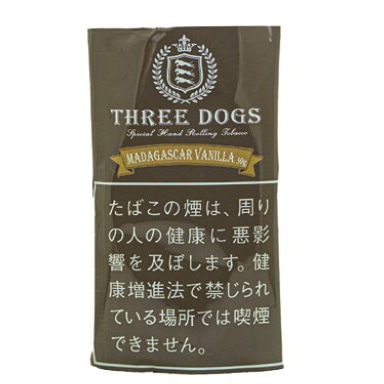 THREE DOGS
Special Hand Rolling Tobacco
MADAGASCAR VANILLA 30g
たばこの煙は、周り
の人の健康に悪影
響を及ぼします。健
康増進法で禁じられ
ている場所では喫煙
できません。